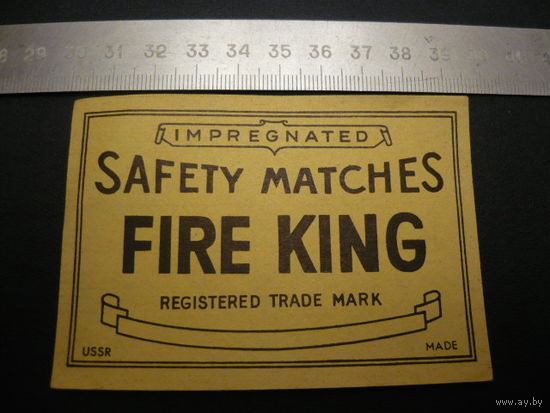 28 29 30 31 32 33 34 35 36 37 38 39
IMPREGNATED
SAFETY MATCHES
FIRE KING
REGISTERED TRADE MARK
USSR MADE
www.ay.by